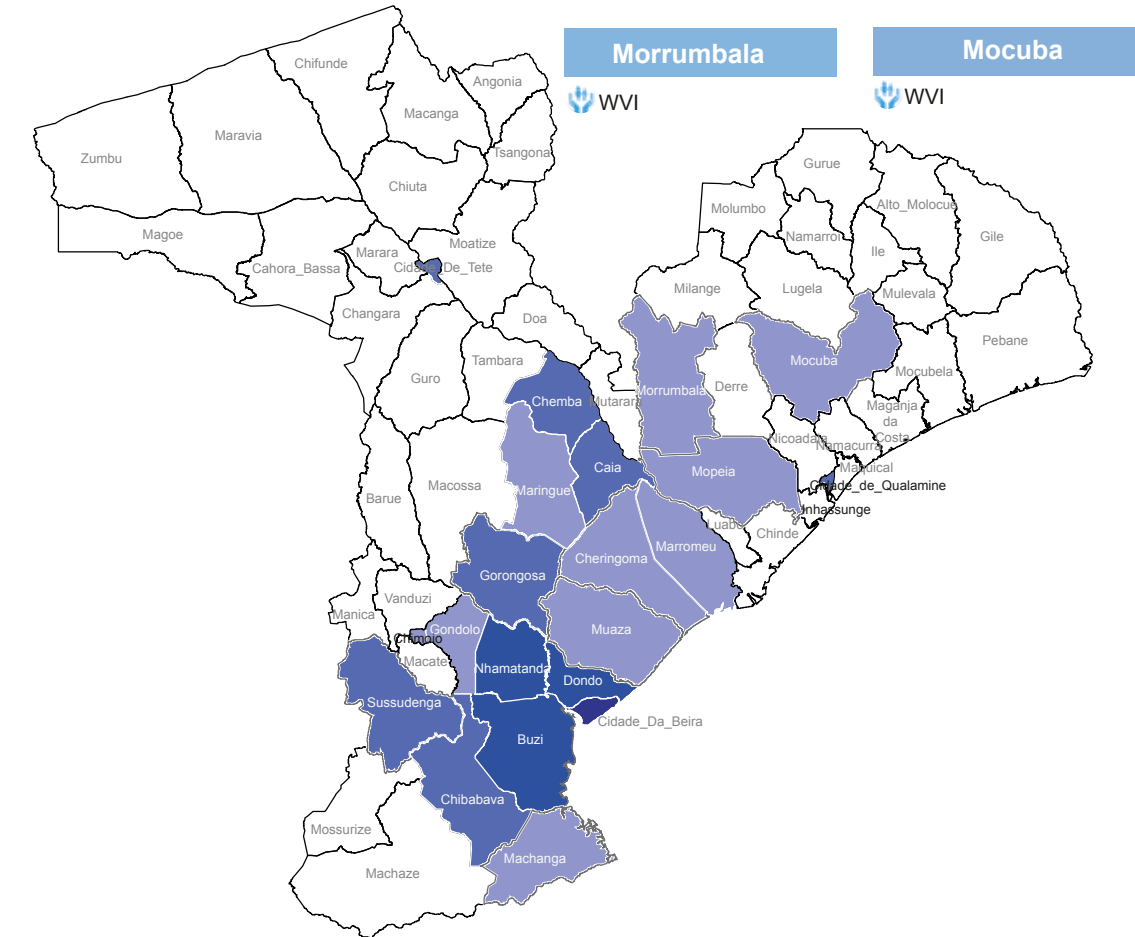 Morrumbala
Mocuba
WVI
WVI
Chifunde
Angonia
Macanga
Maravia
Tsangona
Zumbu
Gurue
Chiuta
Molumbo
Alto_Molocue
Magoe
Namarroi
Gile
Moatize
Marara
Ile
Cahora_Bassa
Cidade_De_Tete
Milange
Lugela
Mulevala
Changara
Doa
Pebane
Tambara
Mocuba
Mocubela
Guro
Morrumbala
Derre
Chemba
Mutarara
Maganja
da
Costa
Nicoadala
Namacurra
Caia
Mopeia
Maquical
Macossa
Maringue
Cidade_de_Qualamine
Barue
Inhassunge
Luabo
Chinde
Marromeu
Cheringoma
Gorongosa
Vanduzi
Manica
Gondolo
Muaza
Chimoio
Macate
Nhamatanda
Dondo
Sussudenga
Cidade_Da_Beira
Buzi
Chibabava
Mossurize
Machanga
Machaze